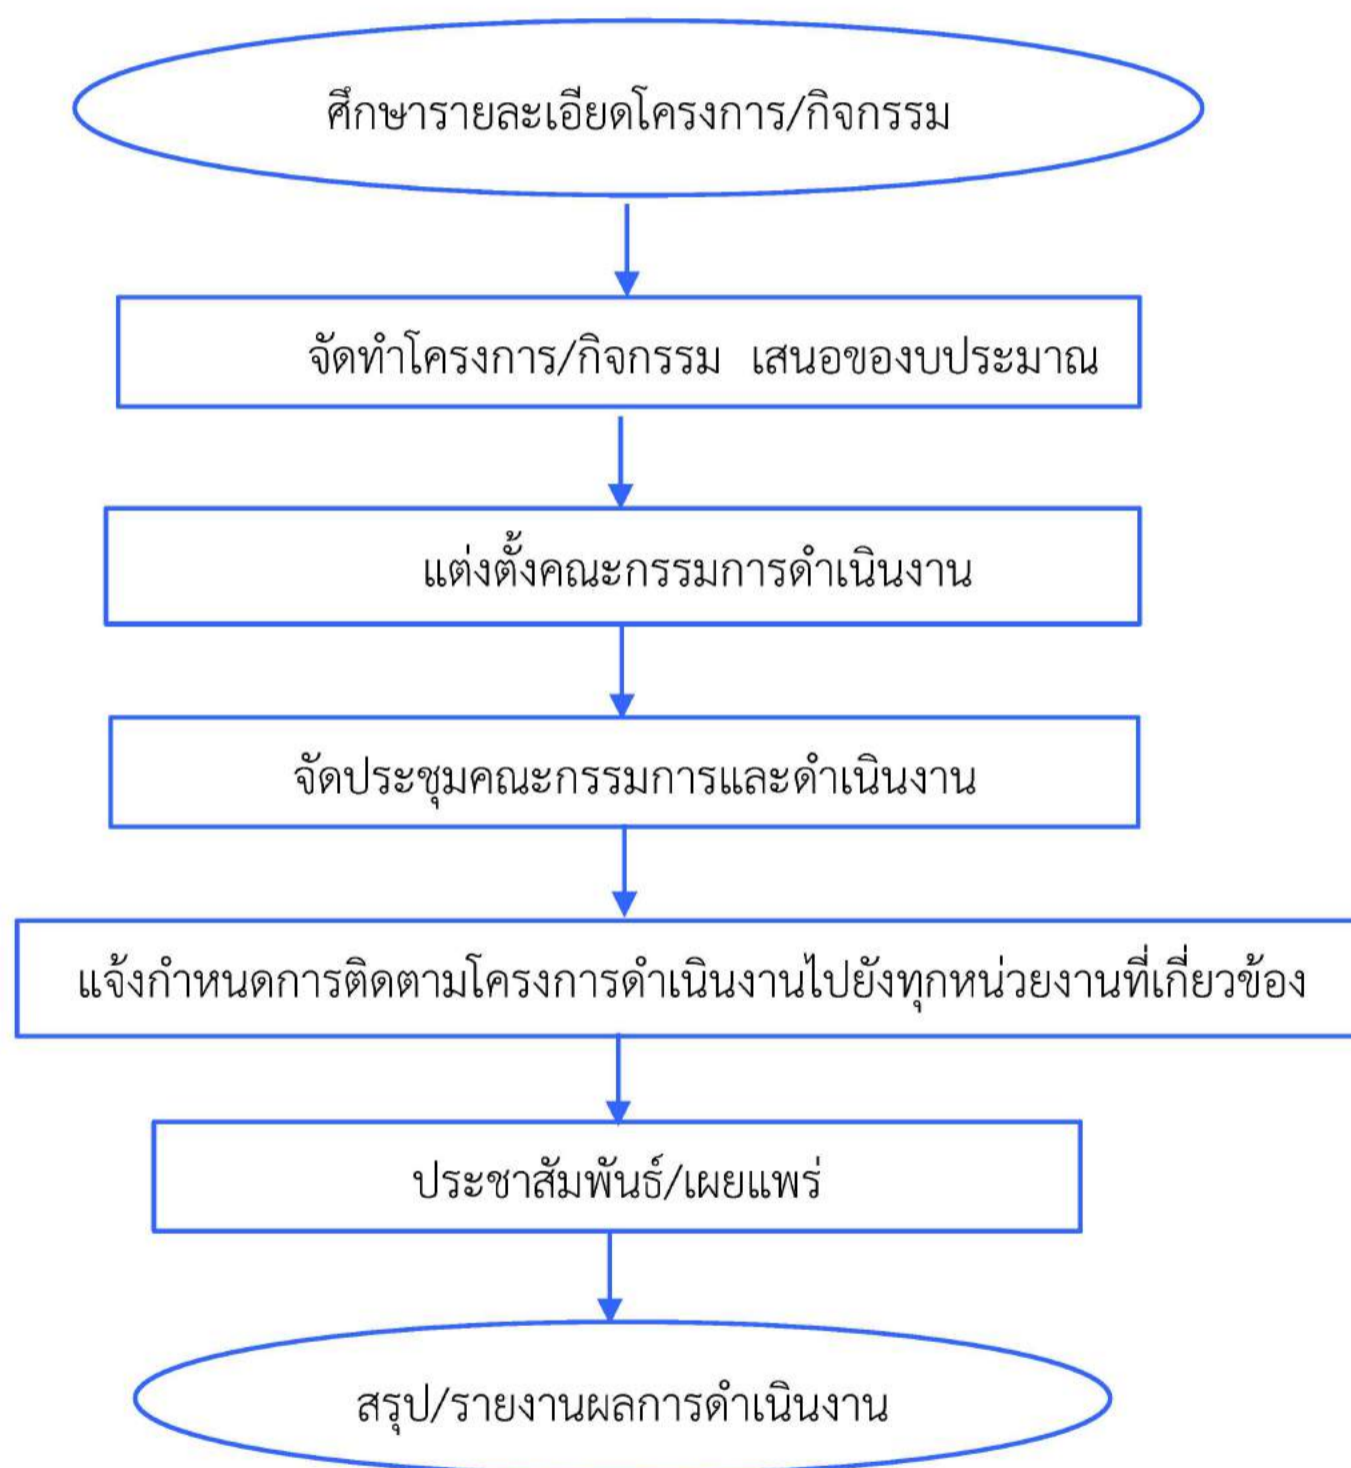 ศึกษารายละเอียดโครงการ/กิจกรรม
จัดทำโครงการ/กิจกรรม เสนอของบประมาณ
แต่งตั้งคณะกรรมการดำเนินงาน
จัดประชุมคณะกรรมการและดำเนินงาน
แจ้งกำหนดการติดตามโครงการดำเนินงานไปยังทุกหน่วยงานที่เกี่ยวข้อง
ประชาสัมพันธ์/เผยแพร่
สรุป/รายงานผลการดำเนินงาน